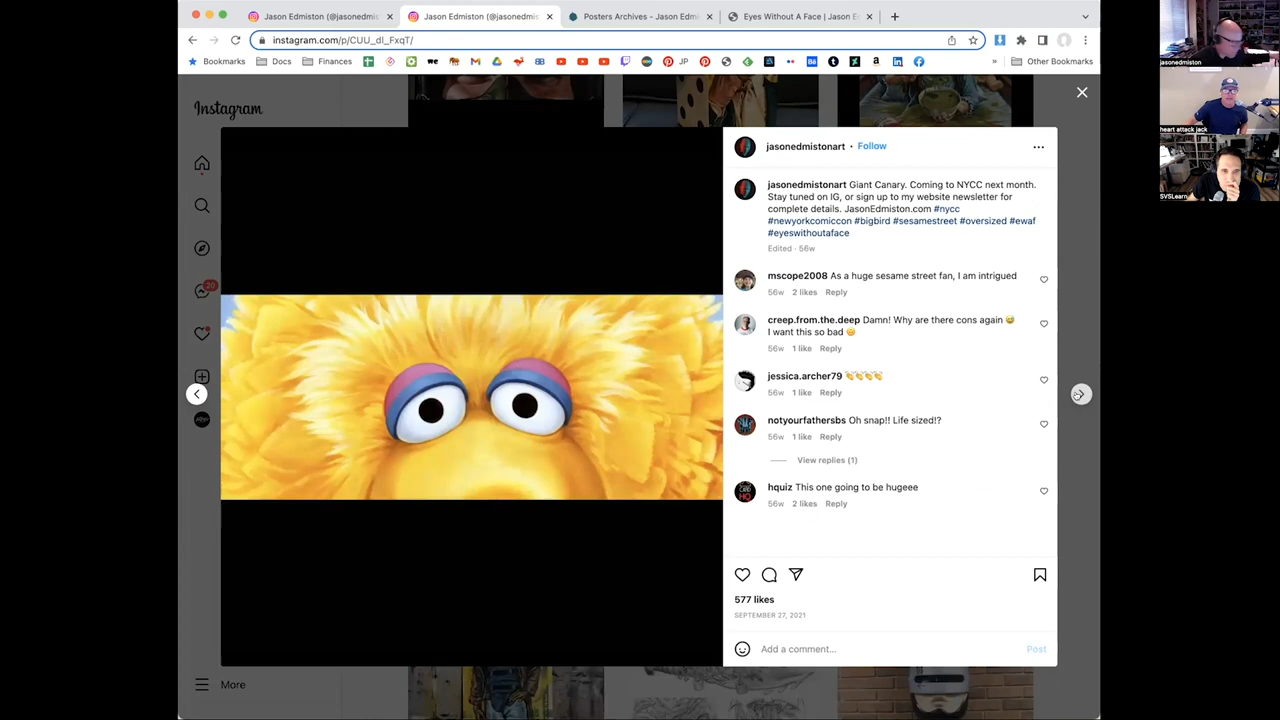 Jason Edmiston (@jasonedmis
Jason Edmiston (@jasonedmist
Posters Archives - Jason Edmi
Eyes Without A Face | Jason E
instagram.com/p/CUU_dl_FxqT/
Bookmarks
Docs
Finances
we
JP
Other Bookmarks
Instagram
20
More
jasonedmistonart • Follow
jasonedmistonart Giant Canary. Coming to NYCC next month.
Stay tuned on IG, or sign up to my website newsletter for
complete details. JasonEdmiston.com #nycc
#newyorkcomiccon #bigbird #sesamestreet #oversized #ewaf
#eyeswithoutaface
Edited · 56w
mscope2008 As a huge sesame street fan, I am intrigued
56w 2 likes Reply
creep.from.the.deep Damn! Why are there cons again 😅
I want this so bad 😁
56w 1 like Reply
jessica.archer79 👏👏👏👏
56w 1 like Reply
notyourfathersbs Oh snap!! Life sized!?
56w 1 like Reply
View replies (1)
hquiz This one going to be hugeee
56w 2 likes Reply
577 likes
SEPTEMBER 27, 2021
Add a comment...
Post
jasonedmiston
heart attack jack
SVSLearn